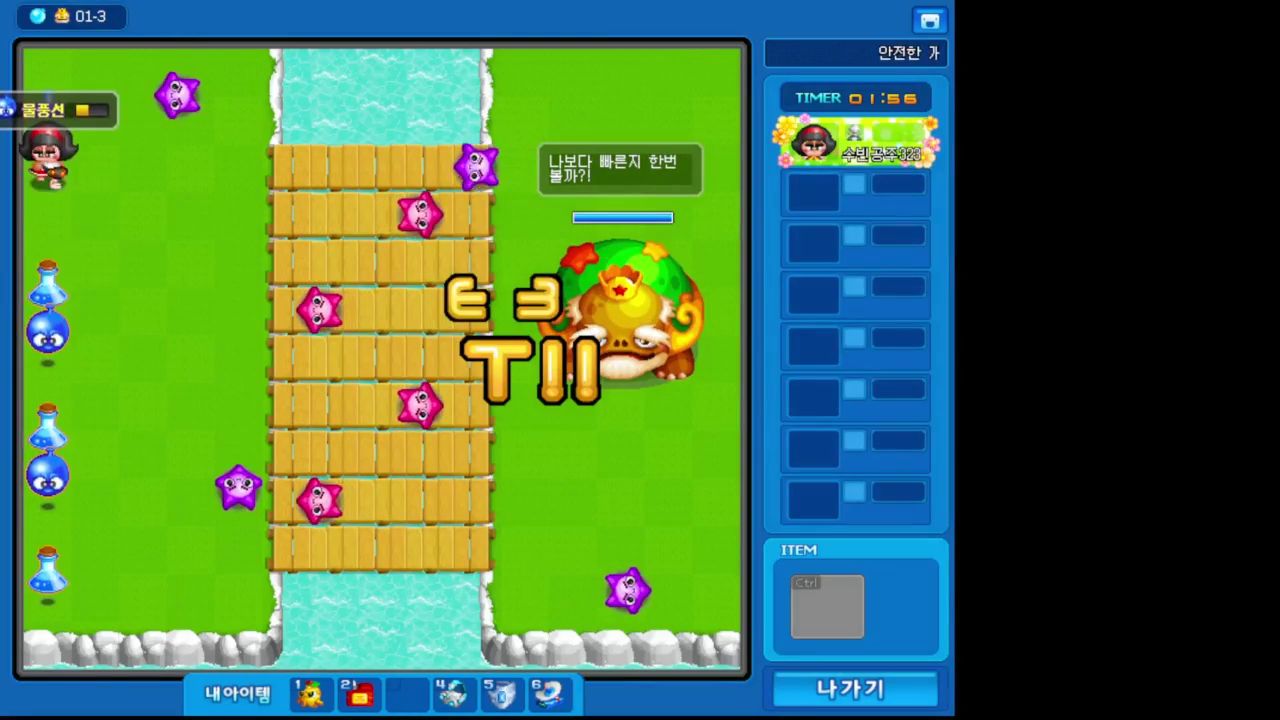 01-3
안전한 가
물풍선
TIMER 01:56
수빈공주023
나보다 빠른지 한번
볼까?!
ITEM
Ctrl
내아이템
1
2
4
5
6
나가기